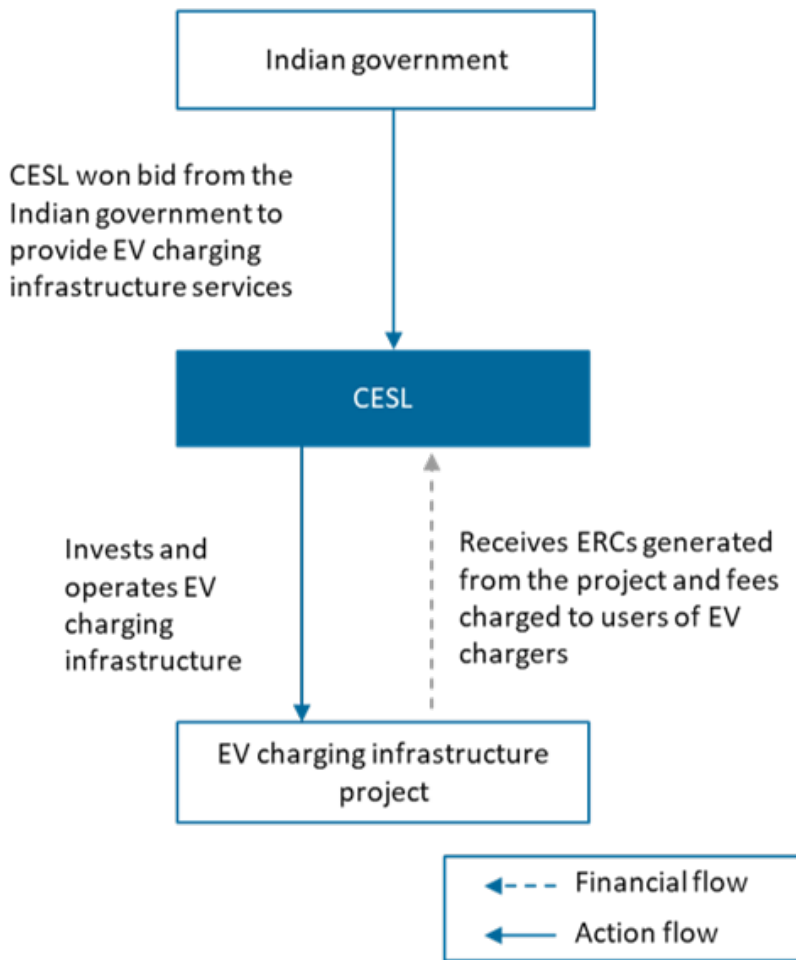 Indian government
CESL won bid from the
Indian government to
provide EV charging
infrastructure services
CESL
Invests and
operates EV
charging
infrastructure
Receives ERCs generated
from the project and fees
charged to users of EV
chargers
EV charging infrastructure
project
Financial flow
Action flow